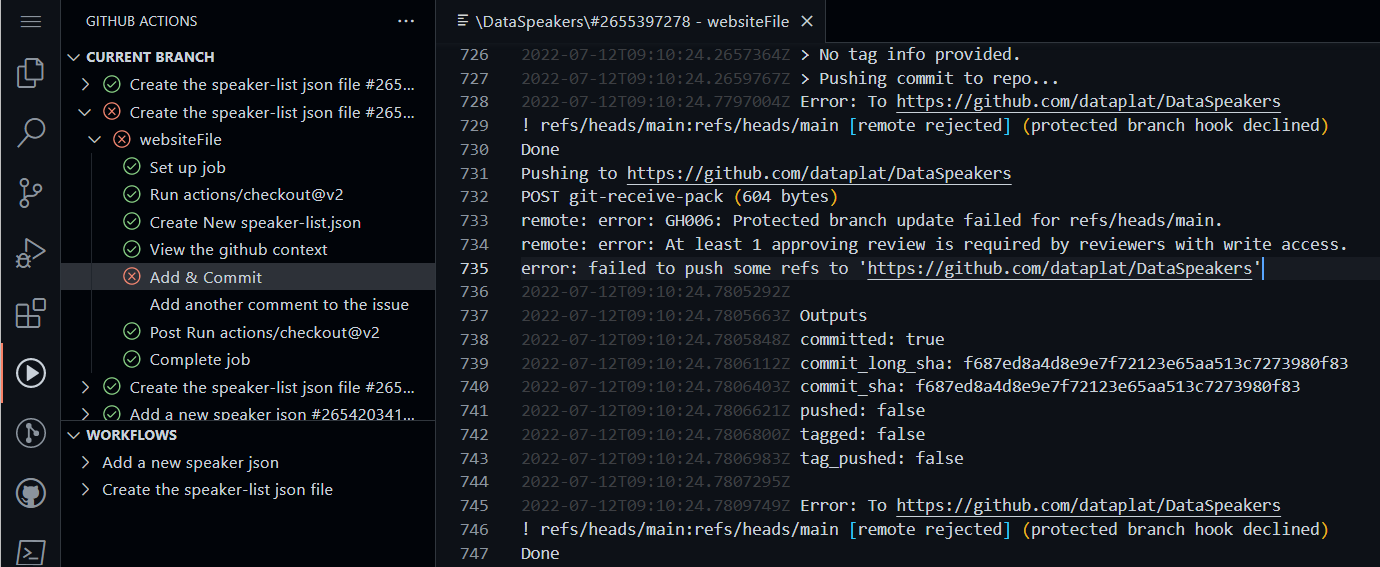 GITHUB ACTIONS
CURRENT BRANCH
Create the speaker-list json file #265...
Create the speaker-list json file #265...
websiteFile
Set up job
Run actions/checkout@v2
Create New speaker-list.json
View the github context
Add & Commit
Add another comment to the issue
Post Run actions/checkout@v2
Complete job
Create the speaker-list json file #265...
Add a new speaker json #265420341...
WORKFLOWS
Add a new speaker json
Create the speaker-list json file
\DataSpeakers\#2655397278 - websiteFile
726 2022-07-12T09:10:24.2657364Z > No tag info provided.
727 2022-07-12T09:10:24.2659767Z > Pushing commit to repo...
728 2022-07-12T09:10:24.7797004Z Error: To https://github.com/dataplat/DataSpeakers
729 ! refs/heads/main:refs/heads/main [remote rejected] (protected branch hook declined)
730 Done
731 Pushing to https://github.com/dataplat/DataSpeakers
732 POST git-receive-pack (604 bytes)
733 remote: error: GH006: Protected branch update failed for refs/heads/main.
734 remote: error: At least 1 approving review is required by reviewers with write access.
735 error: failed to push some refs to 'https://github.com/dataplat/DataSpeakers'
736 2022-07-12T09:10:24.7805292Z
737 2022-07-12T09:10:24.7805663Z Outputs
738 2022-07-12T09:10:24.7805848Z committed: true
739 2022-07-12T09:10:24.7806112Z commit_long_sha: f687ed8a4d8e9e7f72123e65aa513c7273980f83
740 2022-07-12T09:10:24.7806403Z commit_sha: f687ed8a4d8e9e7f72123e65aa513c7273980f83
741 2022-07-12T09:10:24.7806621Z pushed: false
742 2022-07-12T09:10:24.7806800Z tagged: false
743 2022-07-12T09:10:24.7806983Z tag_pushed: false
744 2022-07-12T09:10:24.7807295Z
745 2022-07-12T09:10:24.7809749Z Error: To https://github.com/dataplat/DataSpeakers
746 ! refs/heads/main:refs/heads/main [remote rejected] (protected branch hook declined)
747 Done